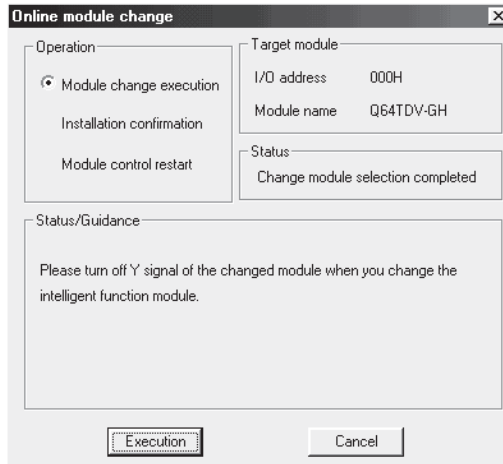 Online module change
Operation
Module change execution
Installation confirmation
Module control restart
Target module
I/O address 000H
Module name Q64TDV-GH
Status
Change module selection completed
Status/Guidance
Please turn off Y signal of the changed module when you change the
intelligent function module.
Execution Cancel